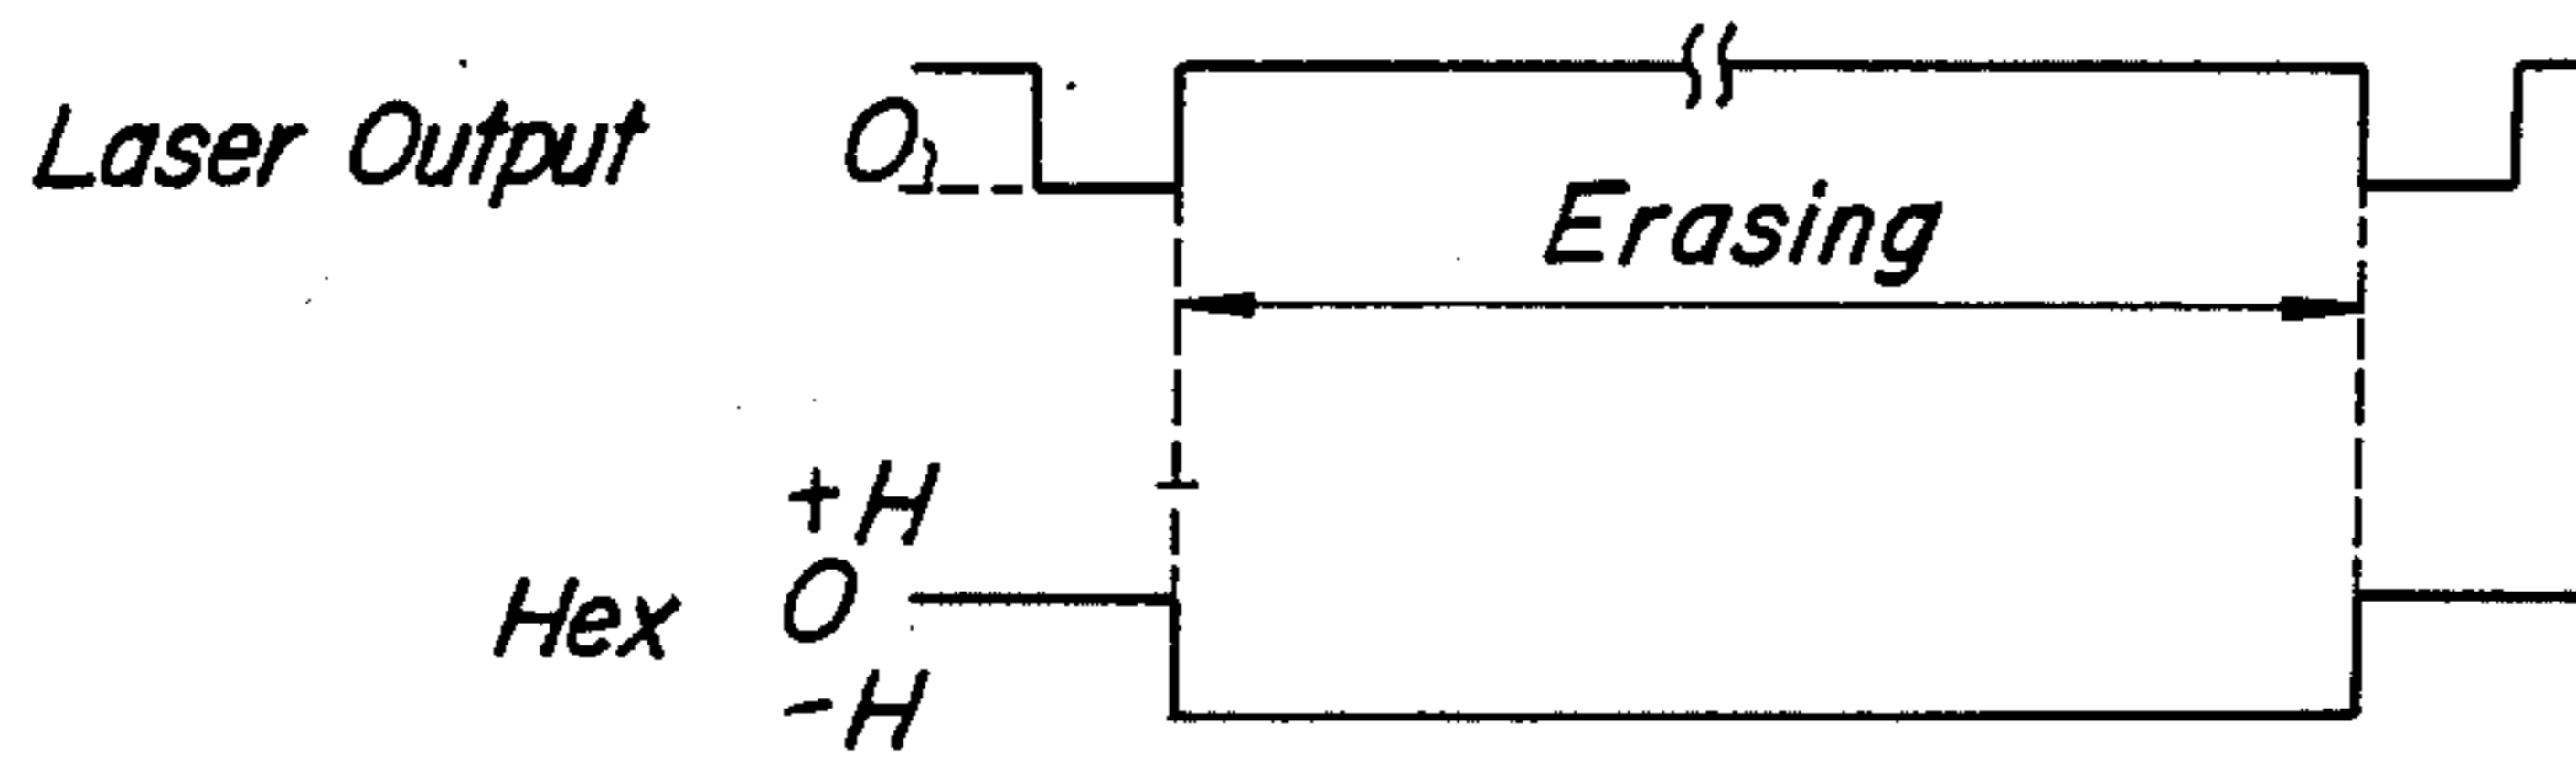 Laser Output O
Erasing
+H
Hex O
-H